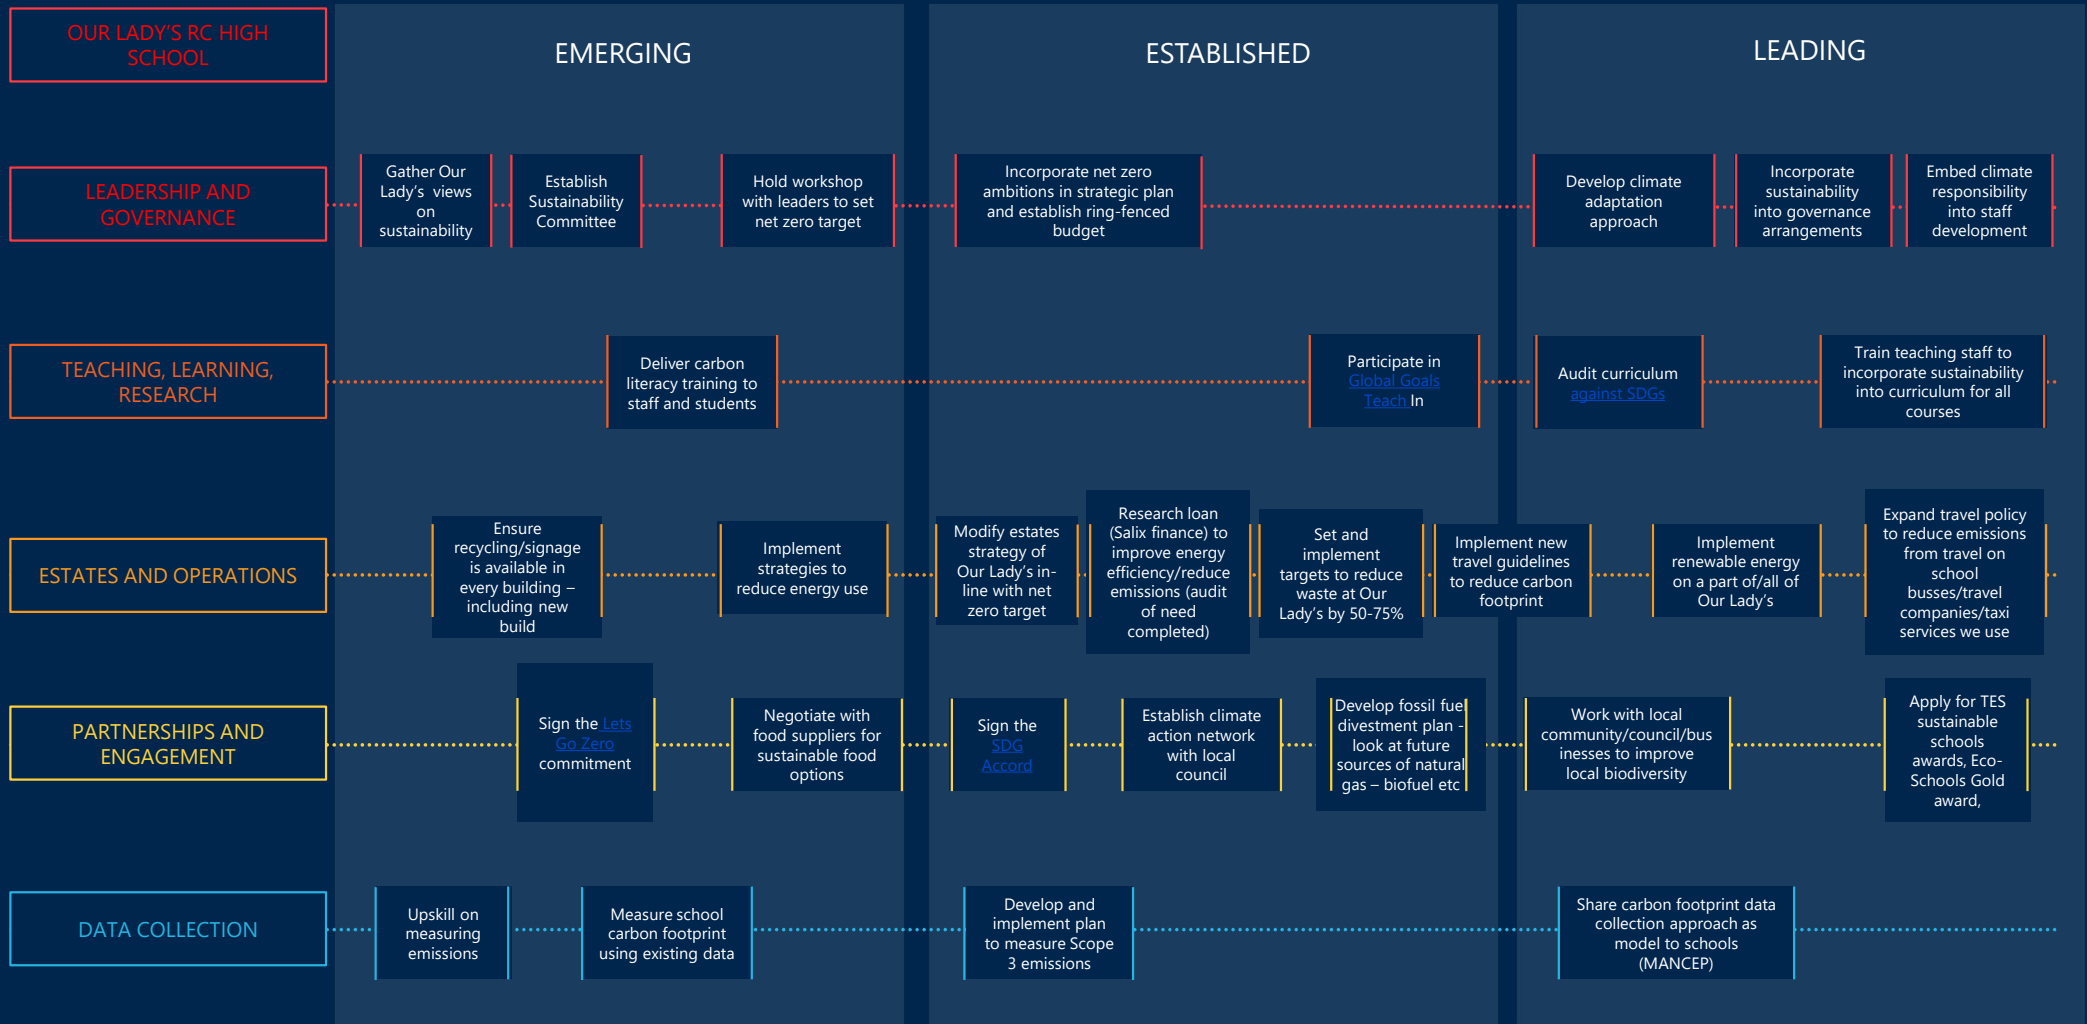 OUR LADY'S RC HIGH
SCHOOL
EMERGING
ESTABLISHED
LEADING
LEADERSHIP AND
GOVERNANCE
Gather Our
Lady's views
on
sustainability
Establish
Sustainability
Committee
Hold workshop
with leaders to set
net zero target
Incorporate net zero
ambitions in strategic plan
and establish ring-fenced
budget
Develop climate
adaptation
approach
Incorporate
sustainability
into governance
arrangements
Embed climate
responsibility
into staff
development
TEACHING, LEARNING,
RESEARCH
Deliver carbon
literacy training to
staff and students
Participate in
Global Goals
Teach In
Audit curriculum
against SDGs
Train teaching staff to
incorporate sustainability
into curriculum for all
courses
ESTATES AND OPERATIONS
Ensure
recycling/signage
is available in
every building –
including new
build
Implement
strategies to
reduce energy use
Modify estates
strategy of
Our Lady's in-
line with net
zero target
Research loan
(Salix finance) to
improve energy
efficiency/reduce
emissions (audit
of need
completed)
Set and
implement
targets to reduce
waste at Our
Lady's by 50-75%
Implement new
travel guidelines
to reduce carbon
footprint
Implement
renewable energy
on a part of/all of
Our Lady's
Expand travel policy
to reduce emissions
from travel on
school
busses/travel
companies/taxi
services we use
PARTNERSHIPS AND
ENGAGEMENT
Sign the Lets
Go Zero
commitment
Negotiate with
food suppliers for
sustainable food
options
Sign the
SDG
Accord
Establish climate
action network
with local
council
Develop fossil fuel
divestment plan -
look at future
sources of natural
gas – biofuel etc
Work with local
community/council/bus
inesses to improve
local biodiversity
Apply for TES
sustainable
schools
awards, Eco-
Schools Gold
award,
DATA COLLECTION
Upskill on
measuring
emissions
Measure school
carbon footprint
using existing data
Develop and
implement plan
to measure Scope
3 emissions
Share carbon footprint data
collection approach as
model to schools
(MANCEP)